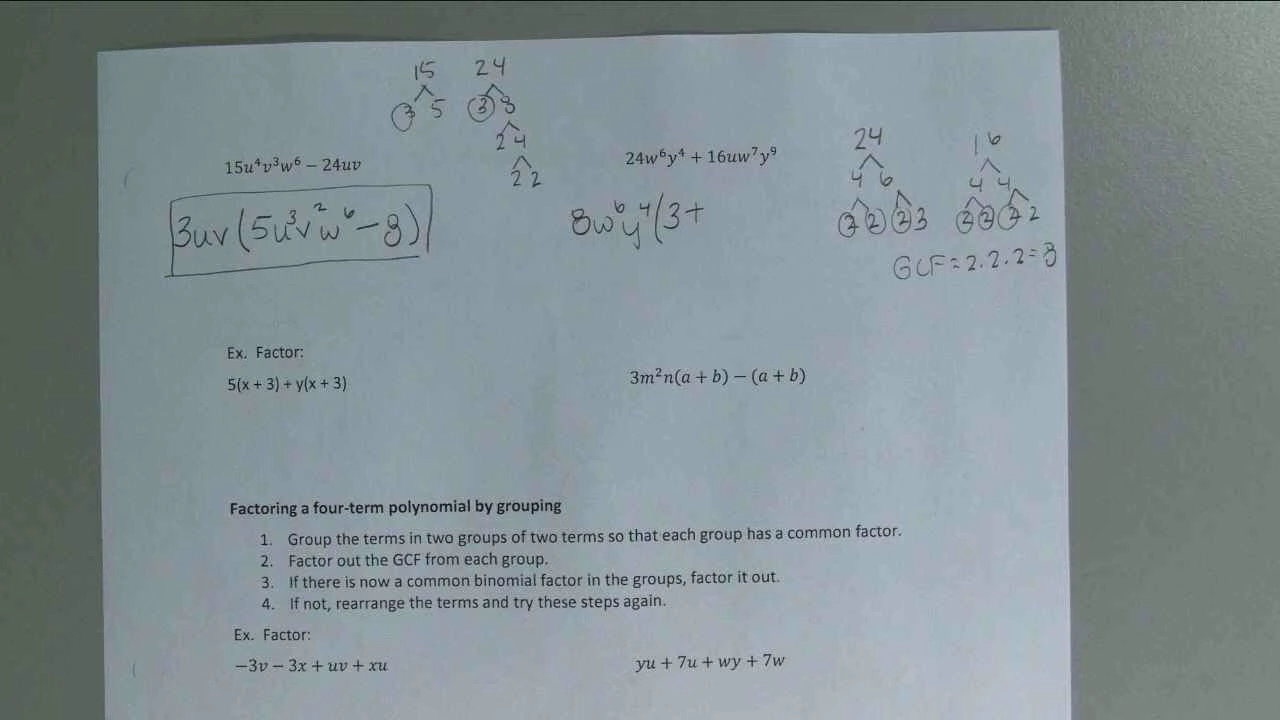 15 24
3 5 3 8
2 4
2 2
24 16
4 6 4 4
2 2 2 3 2 2 2 2
GCF = 2 · 2 · 2 = 8
15u⁴v³w⁶ − 24uv
24w⁶y⁴ + 16uw⁷y⁹
3uv(5u³v²w⁶ − 8)
8w⁶y⁴(3 +
Ex. Factor:
5(x + 3) + y(x + 3)
3m²n(a + b) − (a + b)
Factoring a four-term polynomial by grouping
1. Group the terms in two groups of two terms so that each group has a common factor.
2. Factor out the GCF from each group.
3. If there is now a common binomial factor in the groups, factor it out.
4. If not, rearrange the terms and try these steps again.
Ex. Factor:
−3v − 3x + uv + xu
yu + 7u + wy + 7w